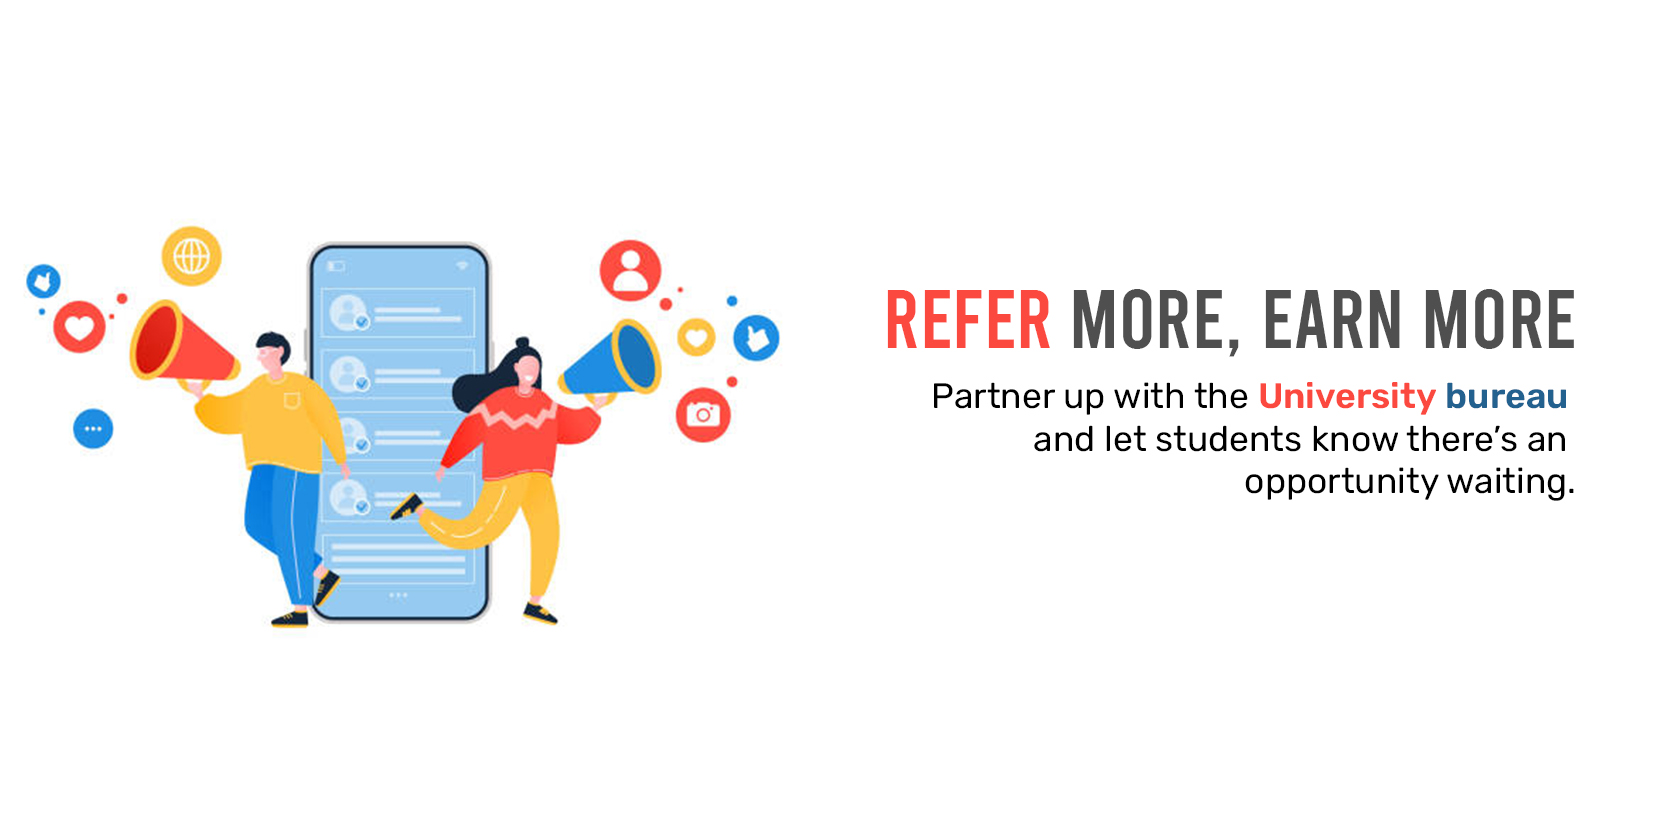 REFER MORE, EARN MORE
Partner up with the University bureau
and let students know there’s an
opportunity waiting.